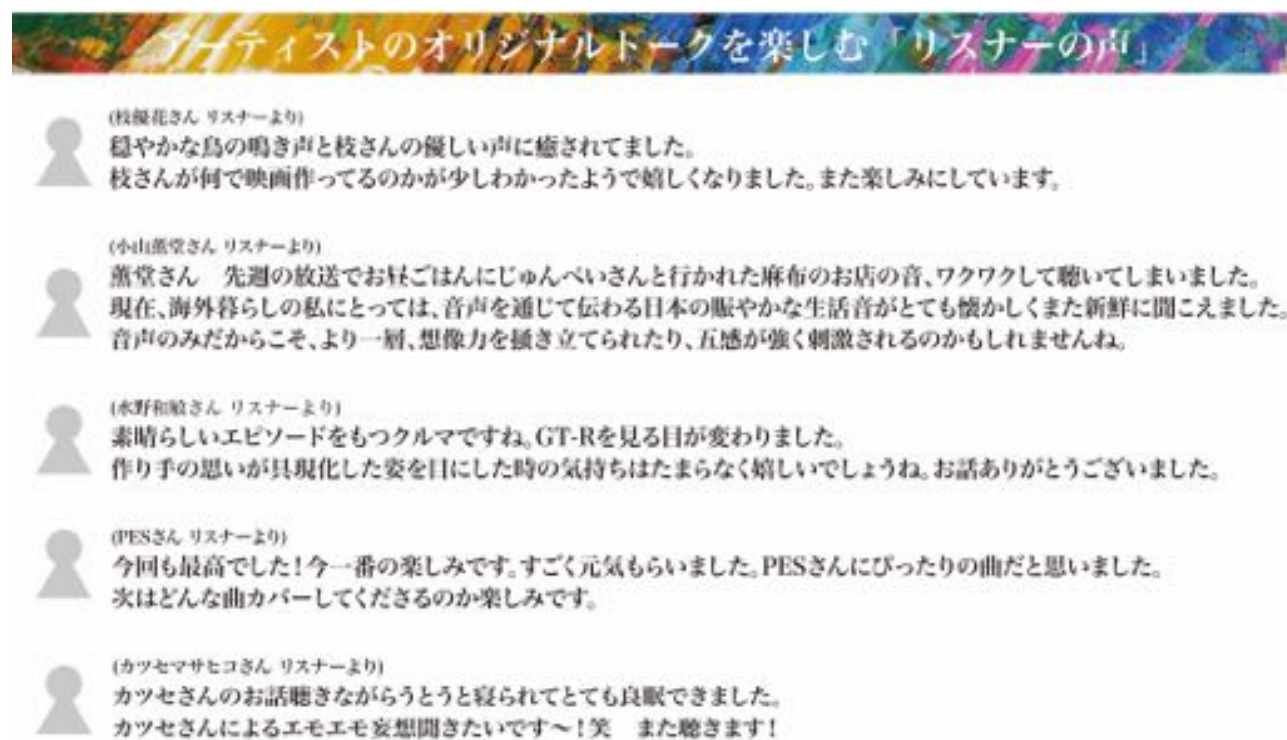 アーティストのオリジナルトークを楽しむ「リスナーの声」
(枝優花さん リスナーより)
穏やかな鳥の鳴き声と枝さんの優しい声に癒されてました。
枝さんが何で映画作ってるのかが少しわかったようで嬉しくなりました。また楽しみにしています。
(小山薫堂さん リスナーより)
薫堂さん　先週の放送でお昼ごはんにじゅんぺいさんと行かれた麻布のお店の音、ワクワクして聴いてしまいました。
現在、海外暮らしの私にとっては、音声を通じて伝わる日本の賑やかな生活音がとても懐かしくまた新鮮に聞こえました。
音声のみだからこそ、より一層、想像力を掻き立てられたり、五感が強く刺激されるのかもしれませんね。
(水野和敏さん リスナーより)
素晴らしいエピソードをもつクルマですね。GT-Rを見る目が変わりました。
作り手の思いが具現化した姿を目にした時の気持ちはたまらなく嬉しいでしょうね。お話ありがとうございました。
(PESさん リスナーより)
今回も最高でした!今一番の楽しみです。すごく元気もらいました。PESさんにぴったりの曲だと思いました。
次はどんな曲カバーしてくださるのか楽しみです。
(カツセマサヒコさん リスナーより)
カツセさんのお話聴きながらうとうと寝られてとても良眠できました。
カツセさんによるエモエモ妄想聞きたいです〜!笑　また聴きます!